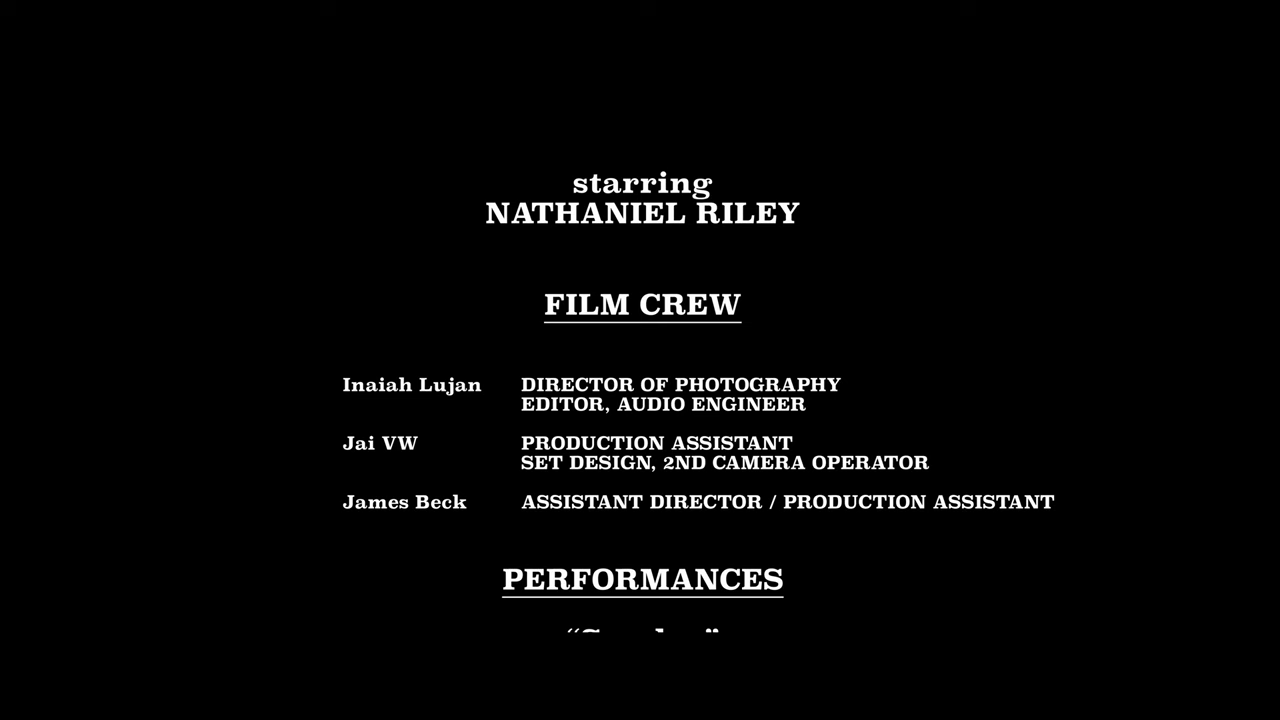 starring
NATHANIEL RILEY
FILM CREW
Inaiah Lujan DIRECTOR OF PHOTOGRAPHY
EDITOR, AUDIO ENGINEER
Jai VW PRODUCTION ASSISTANT
SET DESIGN, 2ND CAMERA OPERATOR
James Beck ASSISTANT DIRECTOR / PRODUCTION ASSISTANT
PERFORMANCES